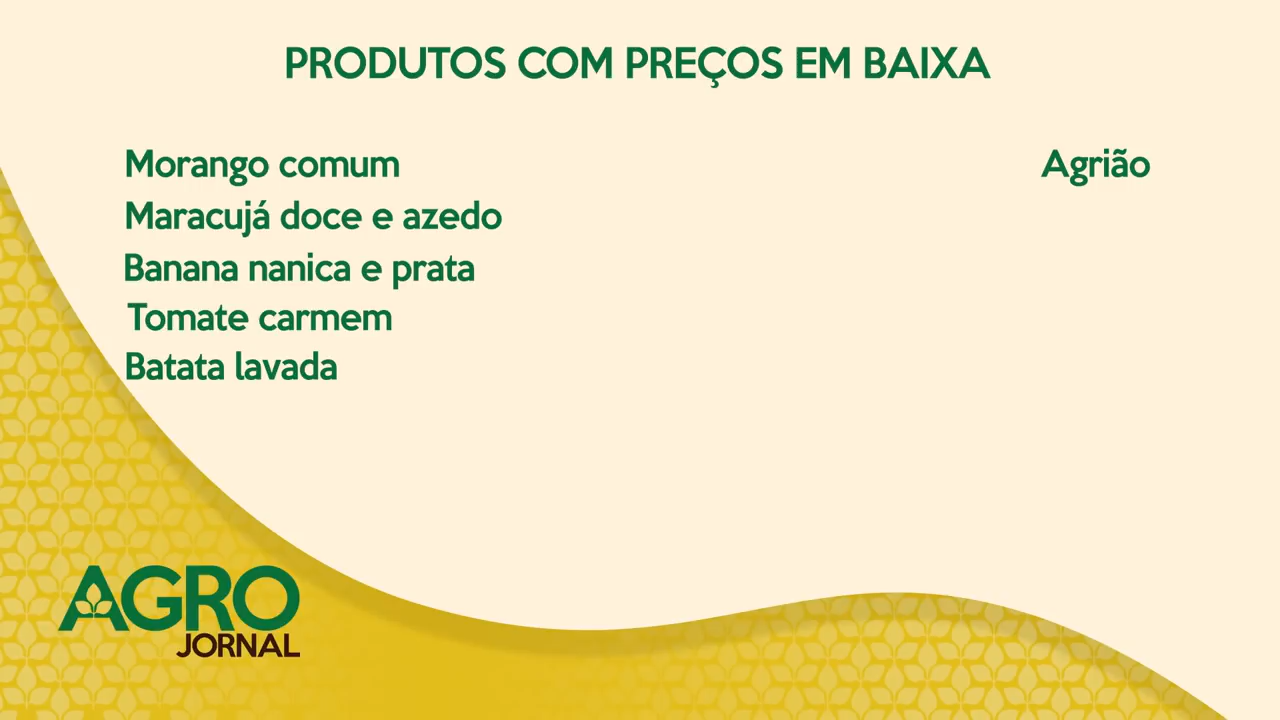 PRODUTOS COM PREÇOS EM BAIXA
Morango comum
Maracujá doce e azedo
Banana nanica e prata
Tomate carmem
Batata lavada
Agrião
AGRO
JORNAL